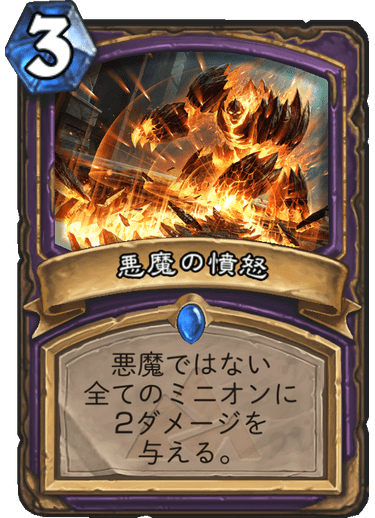 3
悪魔の憤怒
悪魔ではない
全てのミニオンに
2ダメージを
与える。